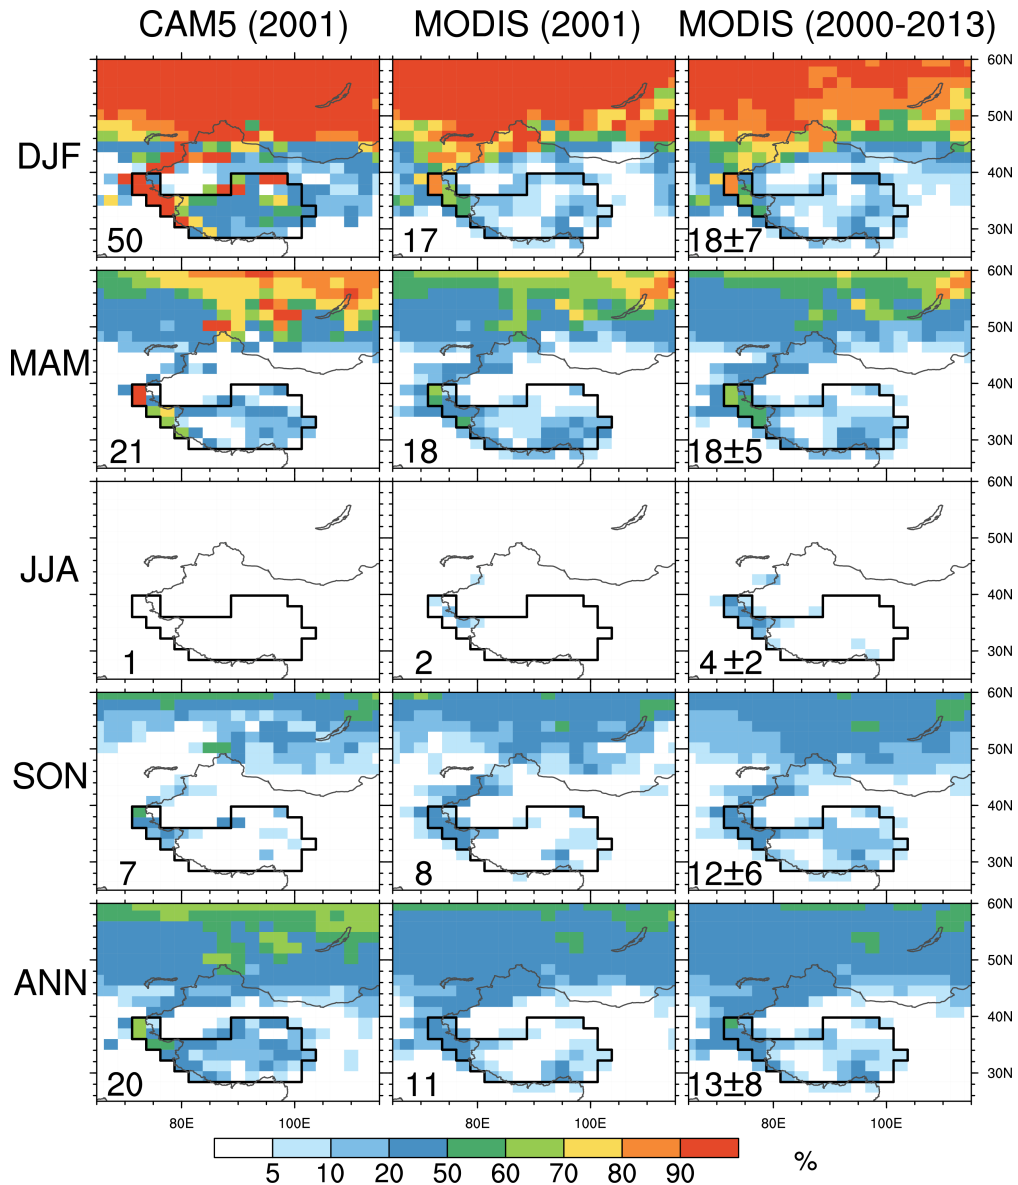 CAM5 (2001) MODIS (2001) MODIS (2000-2013)
60N
50N
DJF
40N
30N
50 17 18±7
60N
50N
MAM
40N
30N
21 18 18±5
60N
50N
JJA
40N
30N
1 2 4 ±2
60N
50N
SON
40N
30N
7 8 12±6
60N
50N
ANN
40N
30N
20 11 13±8
80E 100E 80E 100E 80E 100E
5 10 20 50 60 70 80 90 %